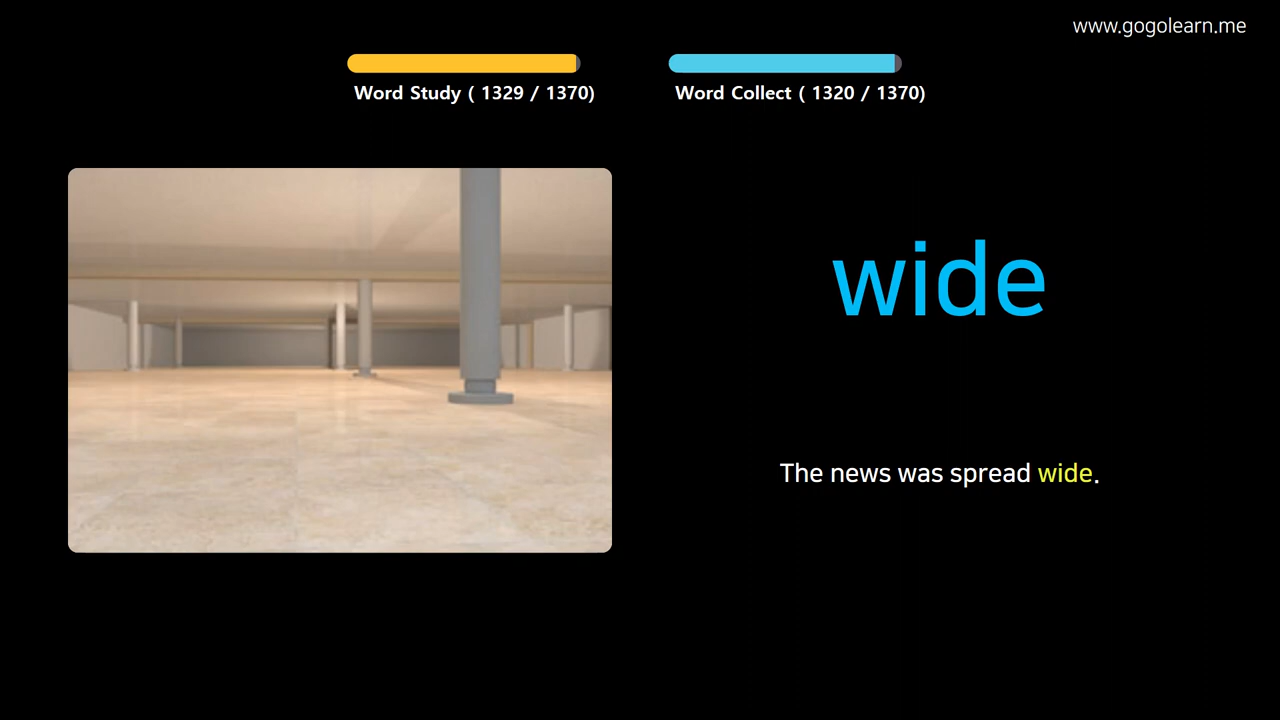 www.gogolearn.me
Word Study ( 1329 / 1370)
Word Collect ( 1320 / 1370)
wide
The news was spread wide.